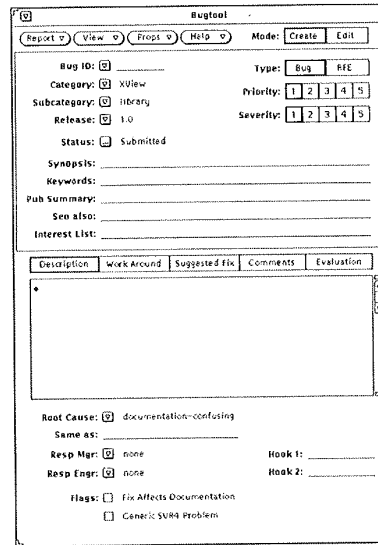 Bugtool
Report View Props Help Mode: Create Edit
Bug ID: Type: Bug RFE
Category: XView Priority: 1 2 3 4 5
Subcategory: library
Release: 1.0 Severity: 1 2 3 4 5
Status: Submitted
Synopsis:
Keywords:
Pub Summary:
See also:
Interest List:
Description Work Around Suggested Fix Comments Evaluation
Root Cause: documentation-confusing
Same as:
Resp Mgr: none Hook 1:
Resp Engr: none Hook 2:
Flags: Fix Affects Documentation
Generic SVR4 Problem